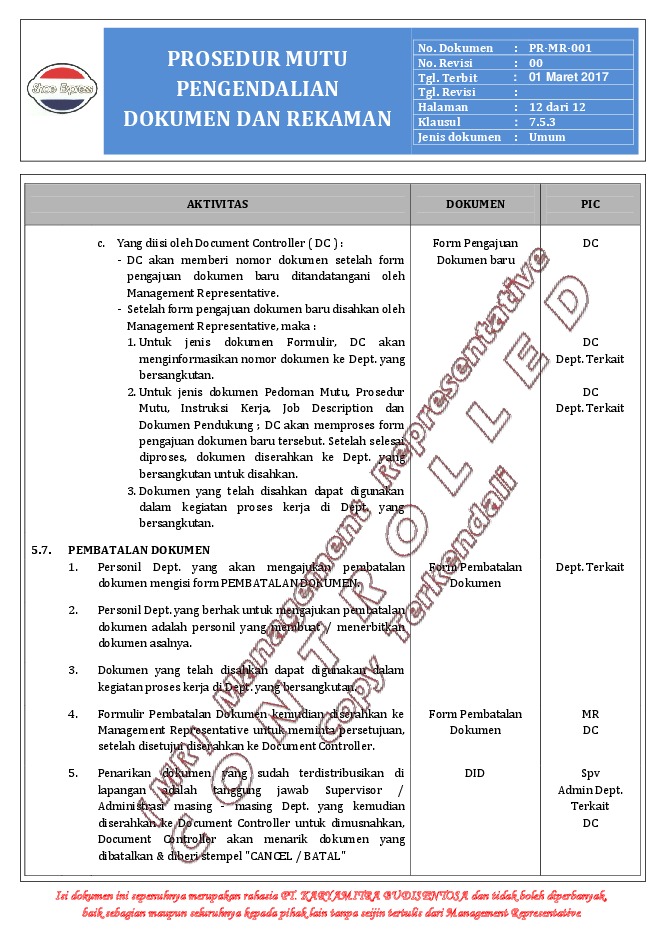 Shoes Express
PROSEDUR MUTU
PENGENDALIAN
DOKUMEN DAN REKAMAN
No. Dokumen : PR-MR-001
No. Revisi : 00
Tgl. Terbit : 01 Maret 2017
Tgl. Revisi :
Halaman : 12 dari 12
Klausul : 7.5.3
Jenis dokumen : Umum
AKTIVITAS DOKUMEN PIC
c. Yang diisi oleh Document Controller ( DC ) : Form Pengajuan DC
- DC akan memberi nomor dokumen setelah form Dokumen baru
pengajuan dokumen baru ditandatangani oleh
Management Representative.
- Setelah form pengajuan dokumen baru disahkan oleh
Management Representative, maka :
1. Untuk jenis dokumen Formulir, DC akan DC
menginformasikan nomor dokumen ke Dept. yang Dept. Terkait
bersangkutan.
2. Untuk jenis dokumen Pedoman Mutu, Prosedur DC
Mutu, Instruksi Kerja, Job Description dan Dept. Terkait
Dokumen Pendukung ; DC akan memproses form
pengajuan dokumen baru tersebut. Setelah selesai
diproses, dokumen diserahkan ke Dept. yang
bersangkutan untuk disahkan.
3. Dokumen yang telah disahkan dapat digunakan
dalam kegiatan proses kerja di Dept. yang
bersangkutan.
5.7. PEMBATALAN DOKUMEN
1. Personil Dept. yang akan mengajukan pembatalan Form Pembatalan Dept. Terkait
dokumen mengisi form PEMBATALAN DOKUMEN. Dokumen
2. Personil Dept. yang berhak untuk mengajukan pembatalan
dokumen adalah personil yang membuat / menerbitkan
dokumen asalnya.
3. Dokumen yang telah disahkan dapat digunakan dalam
kegiatan proses kerja di Dept. yang bersangkutan.
4. Formulir Pembatalan Dokumen kemudian diserahkan ke Form Pembatalan MR
Management Representative untuk meminta persetujuan, Dokumen DC
setelah disetujui diserahkan ke Document Controller.
5. Penarikan dokumen yang sudah terdistribusikan di DID Spv
lapangan adalah tanggung jawab Supervisor / Admin Dept.
Administrasi masing - masing Dept. yang kemudian Terkait
diserahkan ke Document Controller untuk dimusnahkan, DC
Document Controller akan menarik dokumen yang
dibatalkan & diberi stempel "CANCEL / BATAL"
(MR) Management Representative
CONTROLLED
Copy Terkendali
Isi dokumen ini sepenuhnya merupakan rahasia PT. KARYAMITRA BUDISENTOSA dan tidak boleh diperbanyak,
baik sebagian maupun seluruhnya kepada pihak lain tanpa seijin tertulis dari Management Representative